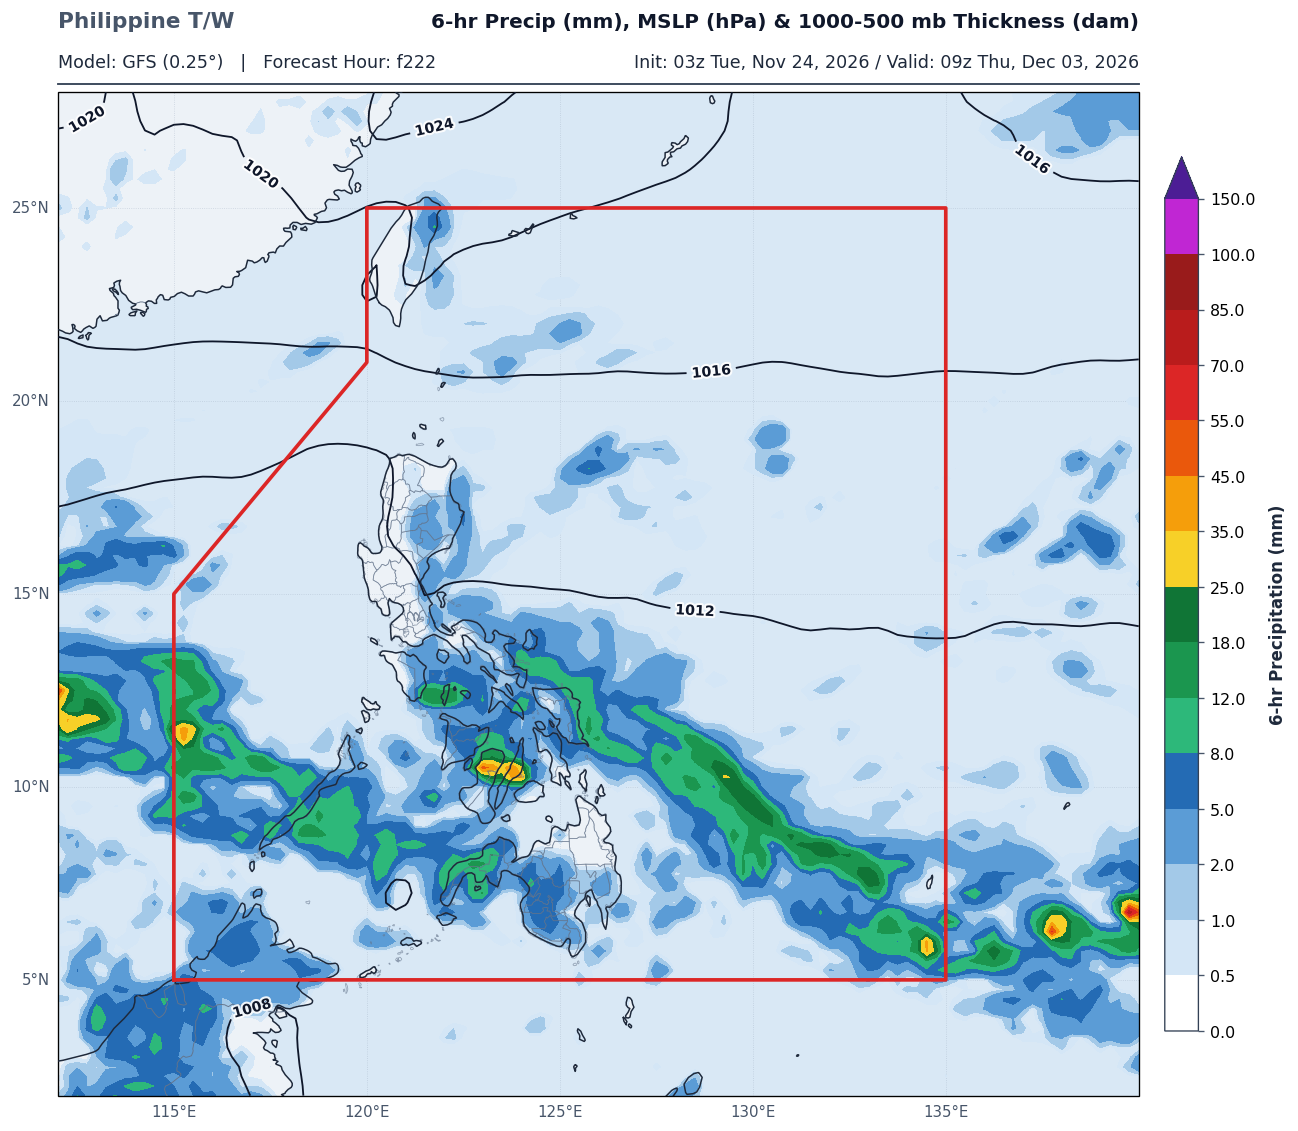 Philippine T/W
6-hr Precip (mm), MSLP (hPa) & 1000-500 mb Thickness (dam)
Model: GFS (0.25°) | Forecast Hour: f222
Init: 03z Tue, Nov 24, 2026 / Valid: 09z Thu, Dec 03, 2026
1020
1024
1020
1016
1016
1012
1008
25°N
20°N
15°N
10°N
5°N
115°E
120°E
125°E
130°E
135°E
150.0
100.0
85.0
70.0
55.0
45.0
35.0
25.0
18.0
12.0
8.0
5.0
2.0
1.0
0.5
0.0
6-hr Precipitation (mm)